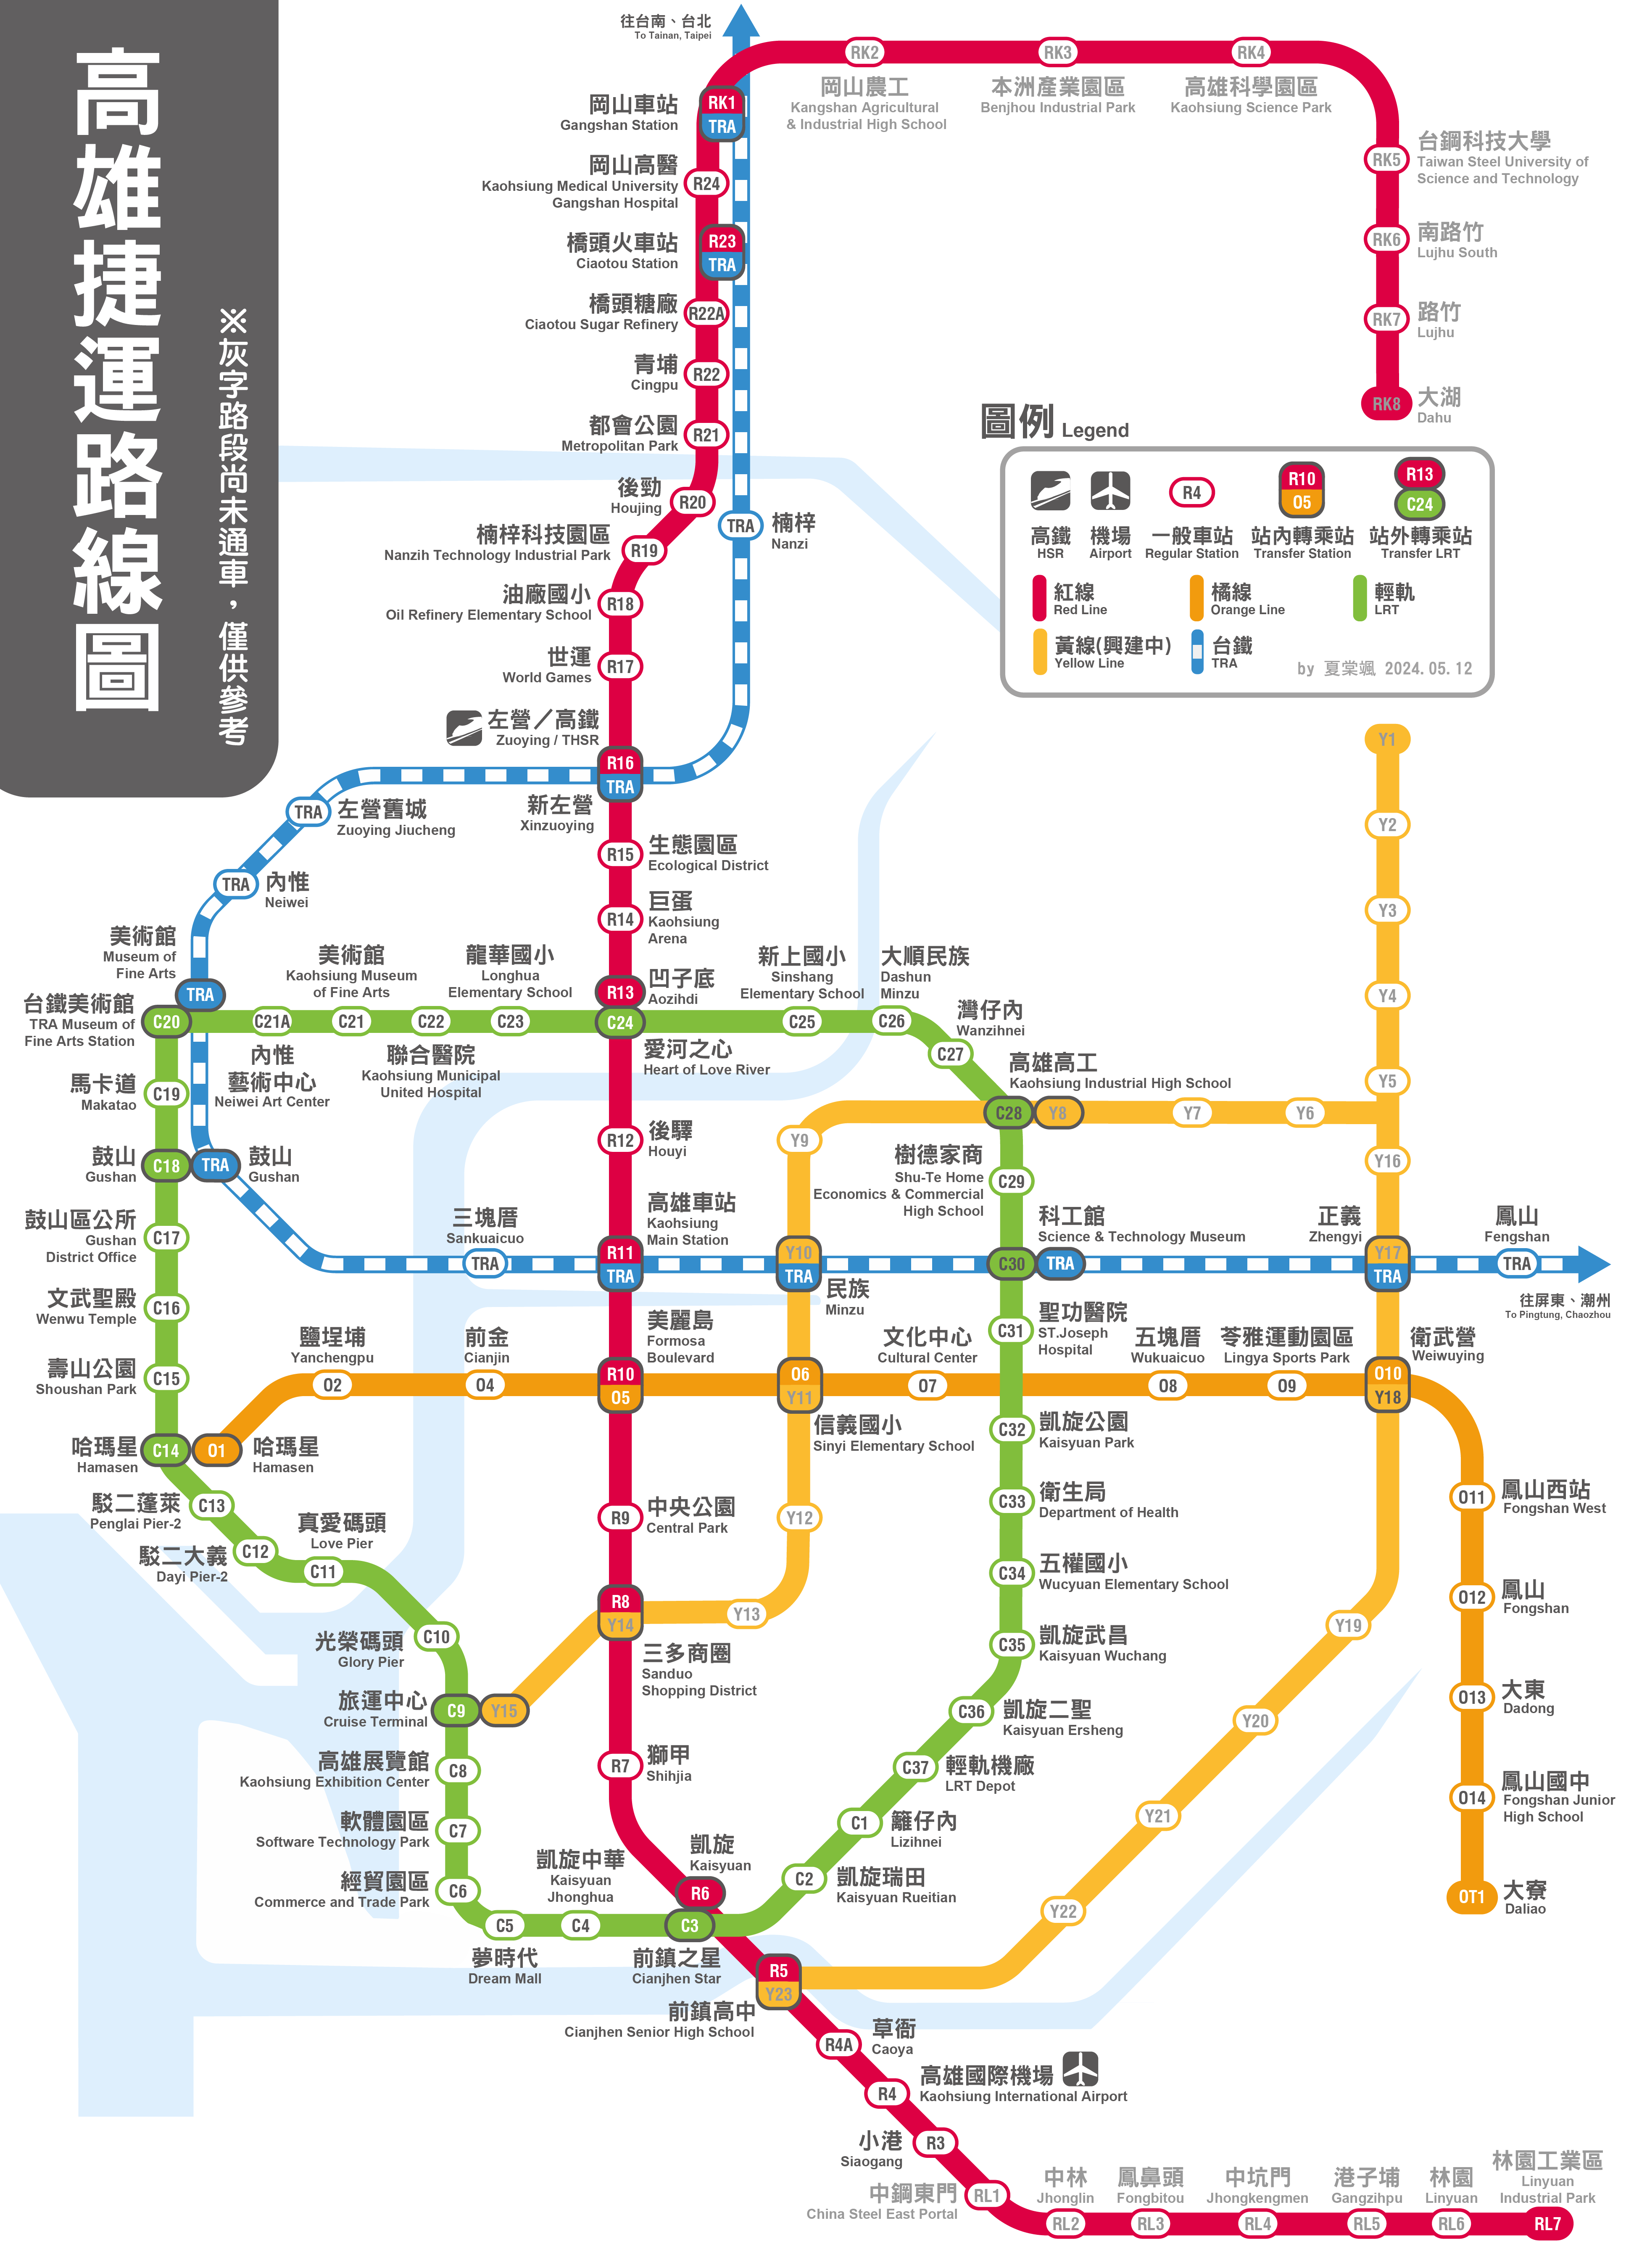 高雄捷運路線圖
※灰字路段尚未通車，僅供參考
往台南、台北
To Tainan, Taipei
RK1
TRA
岡山車站
Gangshan Station
RK2
岡山農工
Kangshan Agricultural
& Industrial High School
RK3
本洲產業園區
Benjhou Industrial Park
RK4
高雄科學園區
Kaohsiung Science Park
RK5
台鋼科技大學
Taiwan Steel University of
Science and Technology
RK6
南路竹
Lujhu South
RK7
路竹
Lujhu
RK8
大湖
Dahu
岡山高醫
Kaohsiung Medical University
Gangshan Hospital
R24
橋頭火車站
Ciaotou Station
R23
TRA
橋頭糖廠
Ciaotou Sugar Refinery
R22A
青埔
Cingpu
R22
都會公園
Metropolitan Park
R21
後勁
Houjing
R20
楠梓科技園區
Nanzih Technology Industrial Park
R19
TRA
楠梓
Nanzi
油廠國小
Oil Refinery Elementary School
R18
世運
World Games
R17
左營／高鐵
Zuoying / THSR
R16
TRA
新左營
Xinzuoying
圖例 Legend
R4
R10
O5
R13
C24
高鐵
HSR
機場
Airport
一般車站
Regular Station
站內轉乘站
Transfer Station
站外轉乘站
Transfer LRT
紅線
Red Line
橘線
Orange Line
輕軌
LRT
黃線(興建中)
Yellow Line
台鐵
TRA
by 夏棠颯 2024.05.12
TRA
左營舊城
Zuoying Jiucheng
TRA
內惟
Neiwei
R15
生態園區
Ecological District
R14
巨蛋
Kaohsiung
Arena
美術館
Museum of
Fine Arts
TRA
台鐵美術館
TRA Museum of
Fine Arts Station
C20
C21A
內惟
藝術中心
Neiwei Art Center
美術館
Kaohsiung Museum
of Fine Arts
C21
C22
聯合醫院
Kaohsiung Municipal
United Hospital
龍華國小
Longhua
Elementary School
C23
R13
凹子底
Aozihdi
C24
愛河之心
Heart of Love River
新上國小
Sinshang
Elementary School
C25
大順民族
Dashun
Minzu
C26
灣仔內
Wanzihnei
C27
高雄高工
Kaohsiung Industrial High School
C28
Y8
Y7
Y6
Y1
Y2
Y3
Y4
Y5
Y16
Y9
馬卡道
Makatao
C19
鼓山
Gushan
C18
TRA
鼓山
Gushan
R12
後驛
Houyi
樹德家商
Shu-Te Home
Economics & Commercial
High School
C29
鼓山區公所
Gushan
District Office
C17
三塊厝
Sankuaicuo
TRA
高雄車站
Kaohsiung
Main Station
R11
TRA
Y10
TRA
民族
Minzu
科工館
Science & Technology Museum
C30
TRA
正義
Zhengyi
Y17
TRA
鳳山
Fengshan
TRA
往屏東、潮州
To Pingtung, Chaozhou
文武聖殿
Wenwu Temple
C16
壽山公園
Shoushan Park
C15
鹽埕埔
Yanchengpu
O2
前金
Cianjin
O4
美麗島
Formosa
Boulevard
R10
O5
O6
Y11
信義國小
Sinyi Elementary School
文化中心
Cultural Center
O7
聖功醫院
ST.Joseph
Hospital
C31
五塊厝
Wukuaicuo
O8
苓雅運動園區
Lingya Sports Park
O9
衛武營
Weiwuying
O10
Y18
哈瑪星
Hamasen
C14
O1
哈瑪星
Hamasen
C32
凱旋公園
Kaisyuan Park
O11
鳳山西站
Fongshan West
駁二蓬萊
Penglai Pier-2
C13
駁二大義
Dayi Pier-2
C12
真愛碼頭
Love Pier
C11
R9
中央公園
Central Park
Y12
C33
衛生局
Department of Health
C34
五權國小
Wucyuan Elementary School
O12
鳳山
Fongshan
光榮碼頭
Glory Pier
C10
R8
Y14
三多商圈
Sanduo
Shopping District
Y13
C35
凱旋武昌
Kaisyuan Wuchang
Y19
旅運中心
Cruise Terminal
C9
Y15
C36
凱旋二聖
Kaisyuan Ersheng
Y20
O13
大東
Dadong
高雄展覽館
Kaohsiung Exhibition Center
C8
R7
獅甲
Shihjia
C37
輕軌機廠
LRT Depot
O14
鳳山國中
Fongshan Junior
High School
軟體園區
Software Technology Park
C7
C1
籬仔內
Lizihnei
Y21
經貿園區
Commerce and Trade Park
C6
凱旋中華
Kaisyuan
Jhonghua
凱旋
Kaisyuan
R6
C2
凱旋瑞田
Kaisyuan Rueitian
Y22
OT1
大寮
Daliao
C5
夢時代
Dream Mall
C4
C3
前鎮之星
Cianjhen Star
R5
Y23
前鎮高中
Cianjhen Senior High School
R4A
草衙
Caoya
R4
高雄國際機場
Kaohsiung International Airport
小港
Siaogang
R3
中鋼東門
China Steel East Portal
RL1
中林
Jhonglin
RL2
鳳鼻頭
Fongbitou
RL3
中坑門
Jhongkengmen
RL4
港子埔
Gangzihpu
RL5
林園
Linyuan
RL6
林園工業區
Linyuan
Industrial Park
RL7